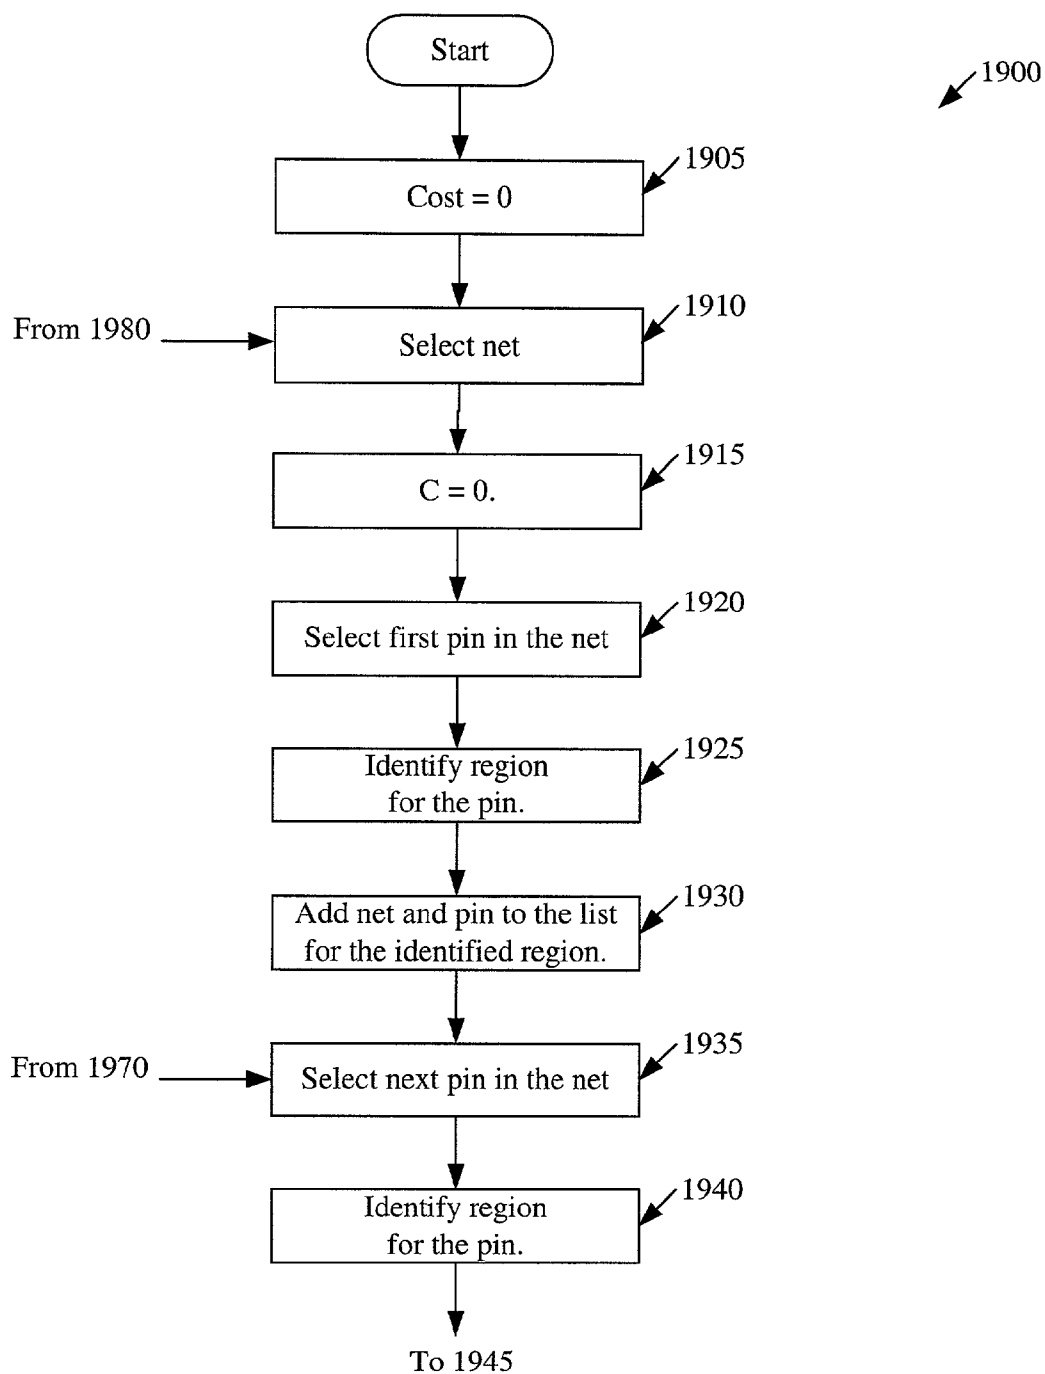 Start
1900
1905
Cost = 0
1910
From 1980
Select net
1915
C = 0.
1920
Select first pin in the net
1925
Identify region
for the pin.
1930
Add net and pin to the list
for the identified region.
1935
From 1970
Select next pin in the net
1940
Identify region
for the pin.
To 1945